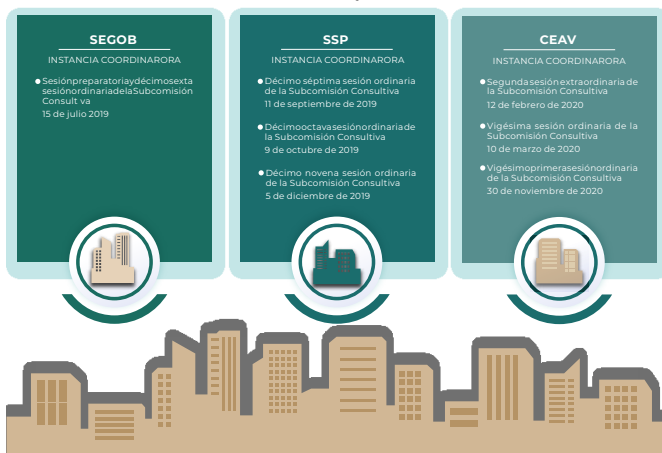 SEGOB
INSTANCIA COORDINARORA
Sesiónpreparatoriaydécimosexta
sesiónordinariadelaSubcomisión
Consult va
15 de julio 2019
SSP
INSTANCIA COORDINARORA
Décimo séptima sesión ordinaria
de la Subcomisión Consultiva
11 de septiembre de 2019
Décimooctavasesiónordinariade
la Subcomisión Consultiva
9 de octubre de 2019
Décimo novena sesión ordinaria
de la Subcomisión Consultiva
5 de diciembre de 2019
CEAV
INSTANCIA COORDINARORA
Segundasesiónextraordinariade
la Subcomisión Consultiva
12 de febrero de 2020
Vigésima sesión ordinaria de la
Subcomisión Consultiva
10 de marzo de 2020
Vigésimoprimerasesiónordinaria
de la Subcomisión Consultiva
30 de noviembre de 2020